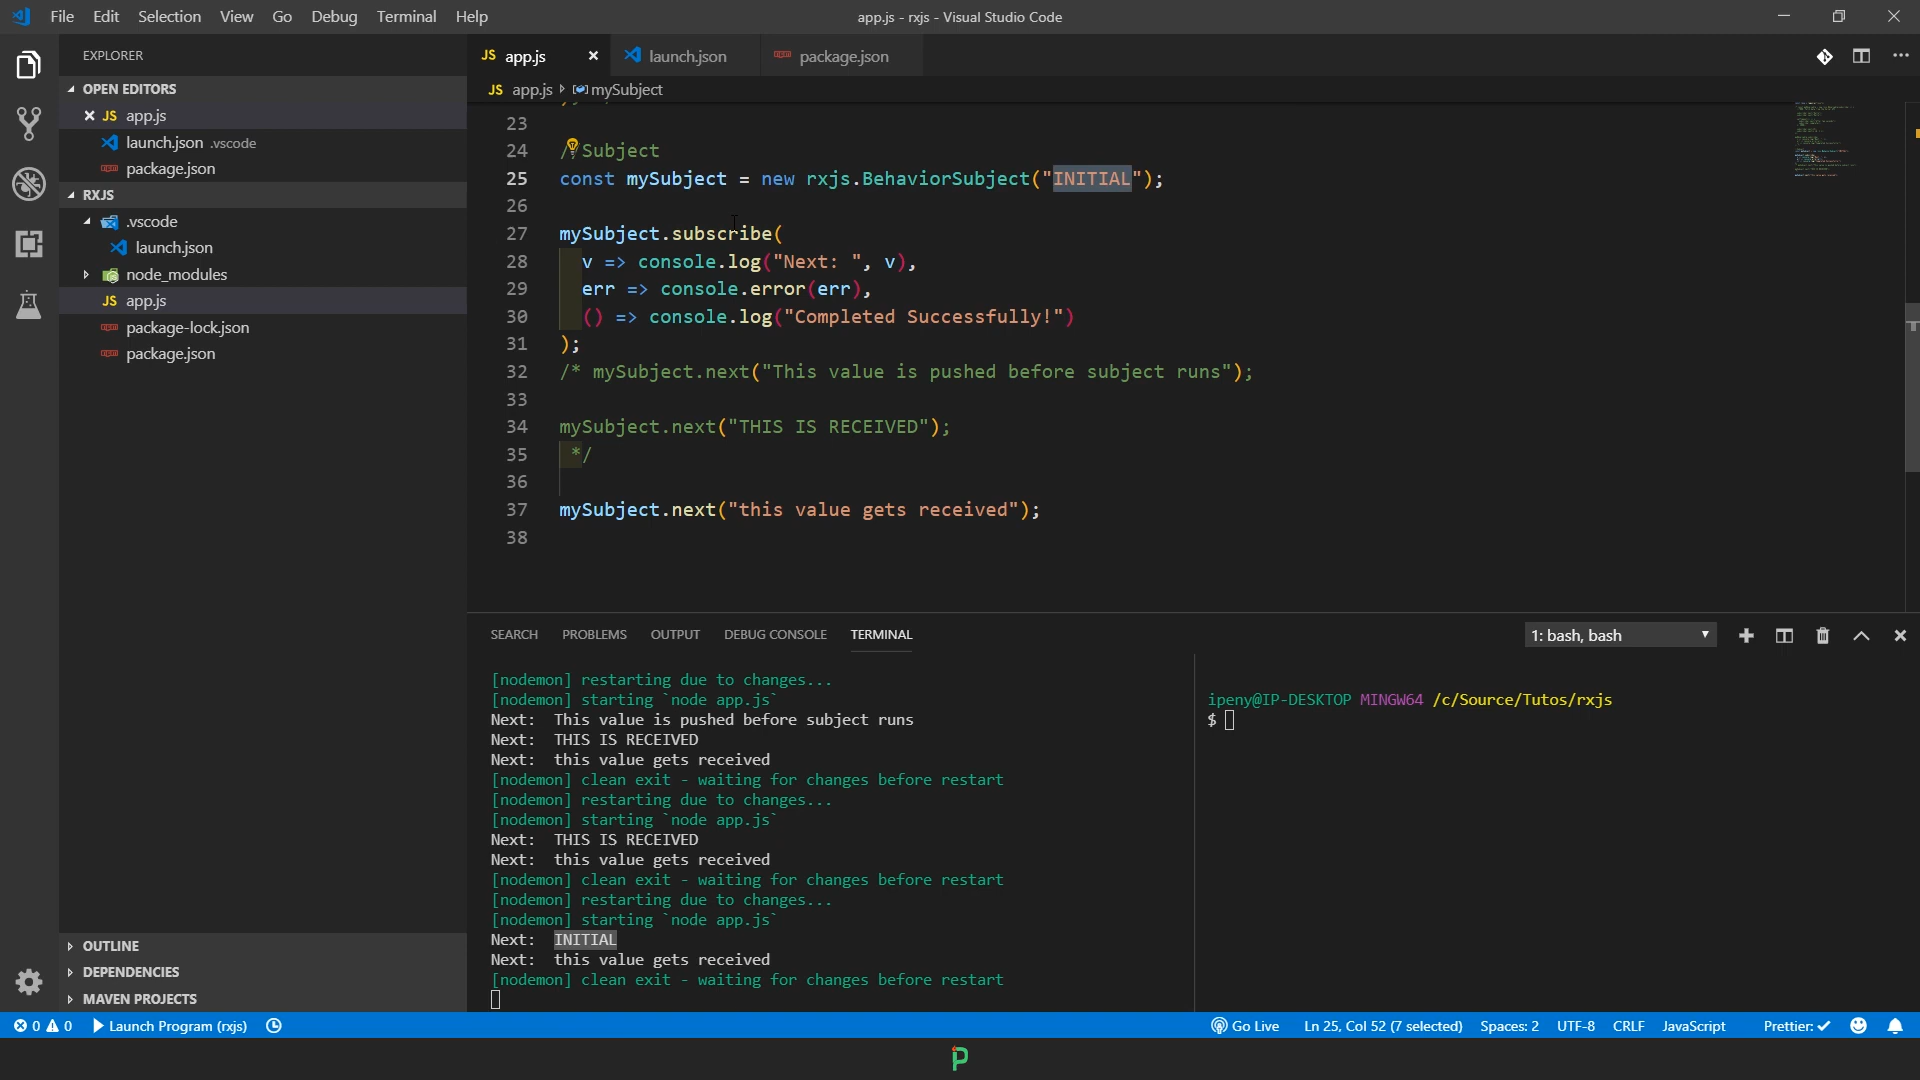 File Edit Selection View Go Debug Terminal Help
app.js - rxjs - Visual Studio Code
EXPLORER
OPEN EDITORS
JS app.js
launch.json .vscode
package.json
RXJS
.vscode
launch.json
node_modules
JS app.js
package-lock.json
package.json
OUTLINE
DEPENDENCIES
MAVEN PROJECTS
JS app.js launch.json package.json
JS app.js mySubject
23
24 //Subject
25 const mySubject = new rxjs.BehaviorSubject("INITIAL");
26
27 mySubject.subscribe(
28 v => console.log("Next: ", v),
29 err => console.error(err),
30 () => console.log("Completed Successfully!")
31 );
32 /* mySubject.next("This value is pushed before subject runs");
33
34 mySubject.next("THIS IS RECEIVED");
35 */
36
37 mySubject.next("this value gets received");
38
SEARCH PROBLEMS OUTPUT DEBUG CONSOLE TERMINAL
1: bash, bash
[nodemon] restarting due to changes...
[nodemon] starting `node app.js`
Next: This value is pushed before subject runs
Next: THIS IS RECEIVED
Next: this value gets received
[nodemon] clean exit - waiting for changes before restart
[nodemon] restarting due to changes...
[nodemon] starting `node app.js`
Next: THIS IS RECEIVED
Next: this value gets received
[nodemon] clean exit - waiting for changes before restart
[nodemon] restarting due to changes...
[nodemon] starting `node app.js`
Next: INITIAL
Next: this value gets received
[nodemon] clean exit - waiting for changes before restart
ipeny@IP-DESKTOP MINGW64 /c/Source/Tutos/rxjs
$
0 0 Launch Program (rxjs)
Go Live Ln 25, Col 52 (7 selected) Spaces: 2 UTF-8 CRLF JavaScript Prettier: ✓